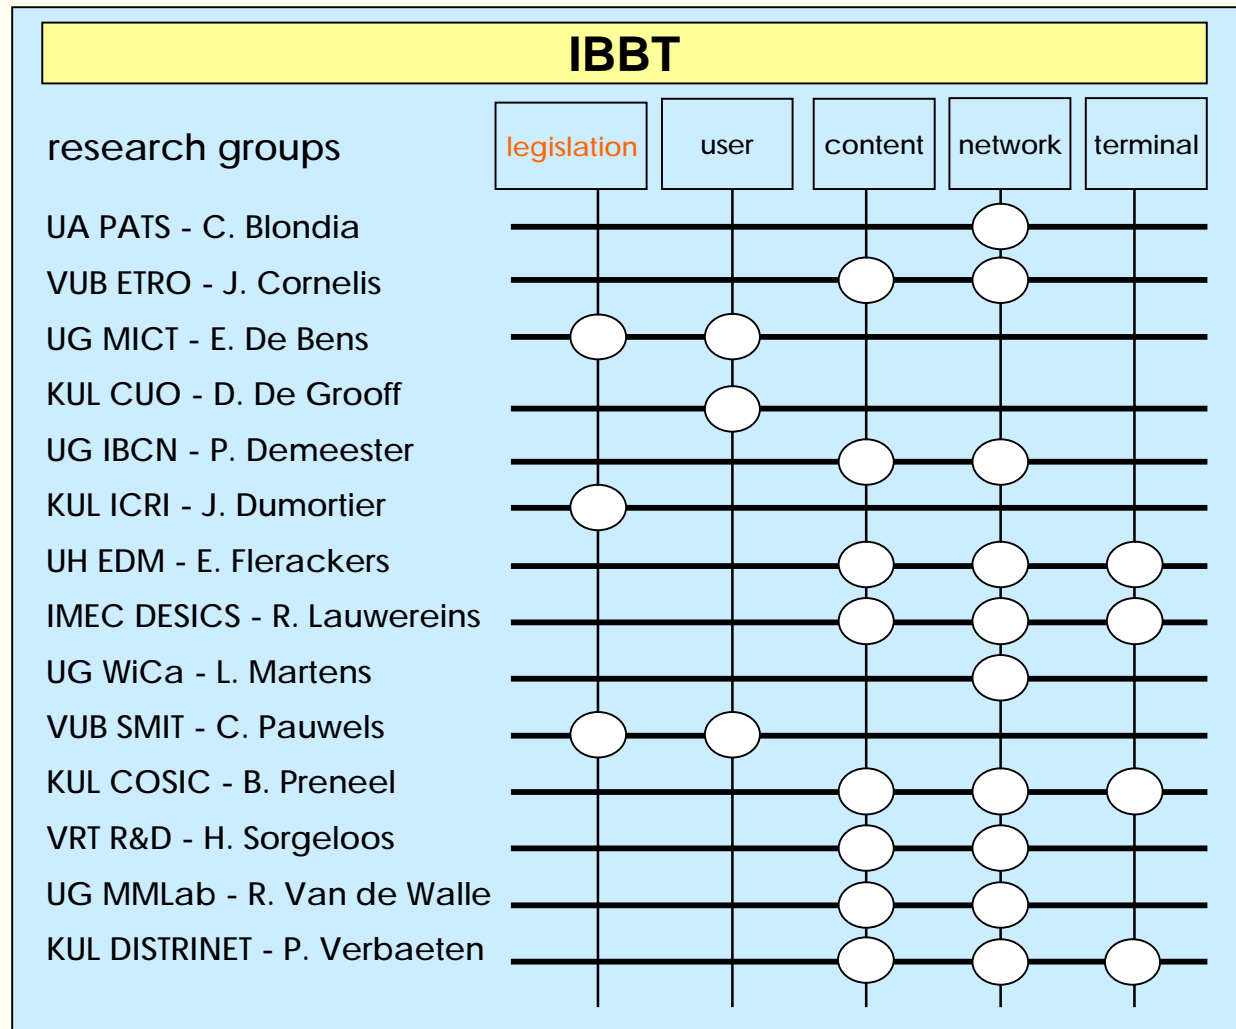 IBBT
research groups legislation user content network terminal
UA PATS - C. Blondia
VUB ETRO - J. Cornelis
UG MICT - E. De Bens
KUL CUO - D. De Grooff
UG IBCN - P. Demeester
KUL ICRI - J. Dumortier
UH EDM - E. Flerackers
IMEC DESICS - R. Lauwereins
UG WiCa - L. Martens
VUB SMIT - C. Pauwels
KUL COSIC - B. Preneel
VRT R&D - H. Sorgeloos
UG MMLab - R. Van de Walle
KUL DISTRINET - P. Verbaeten